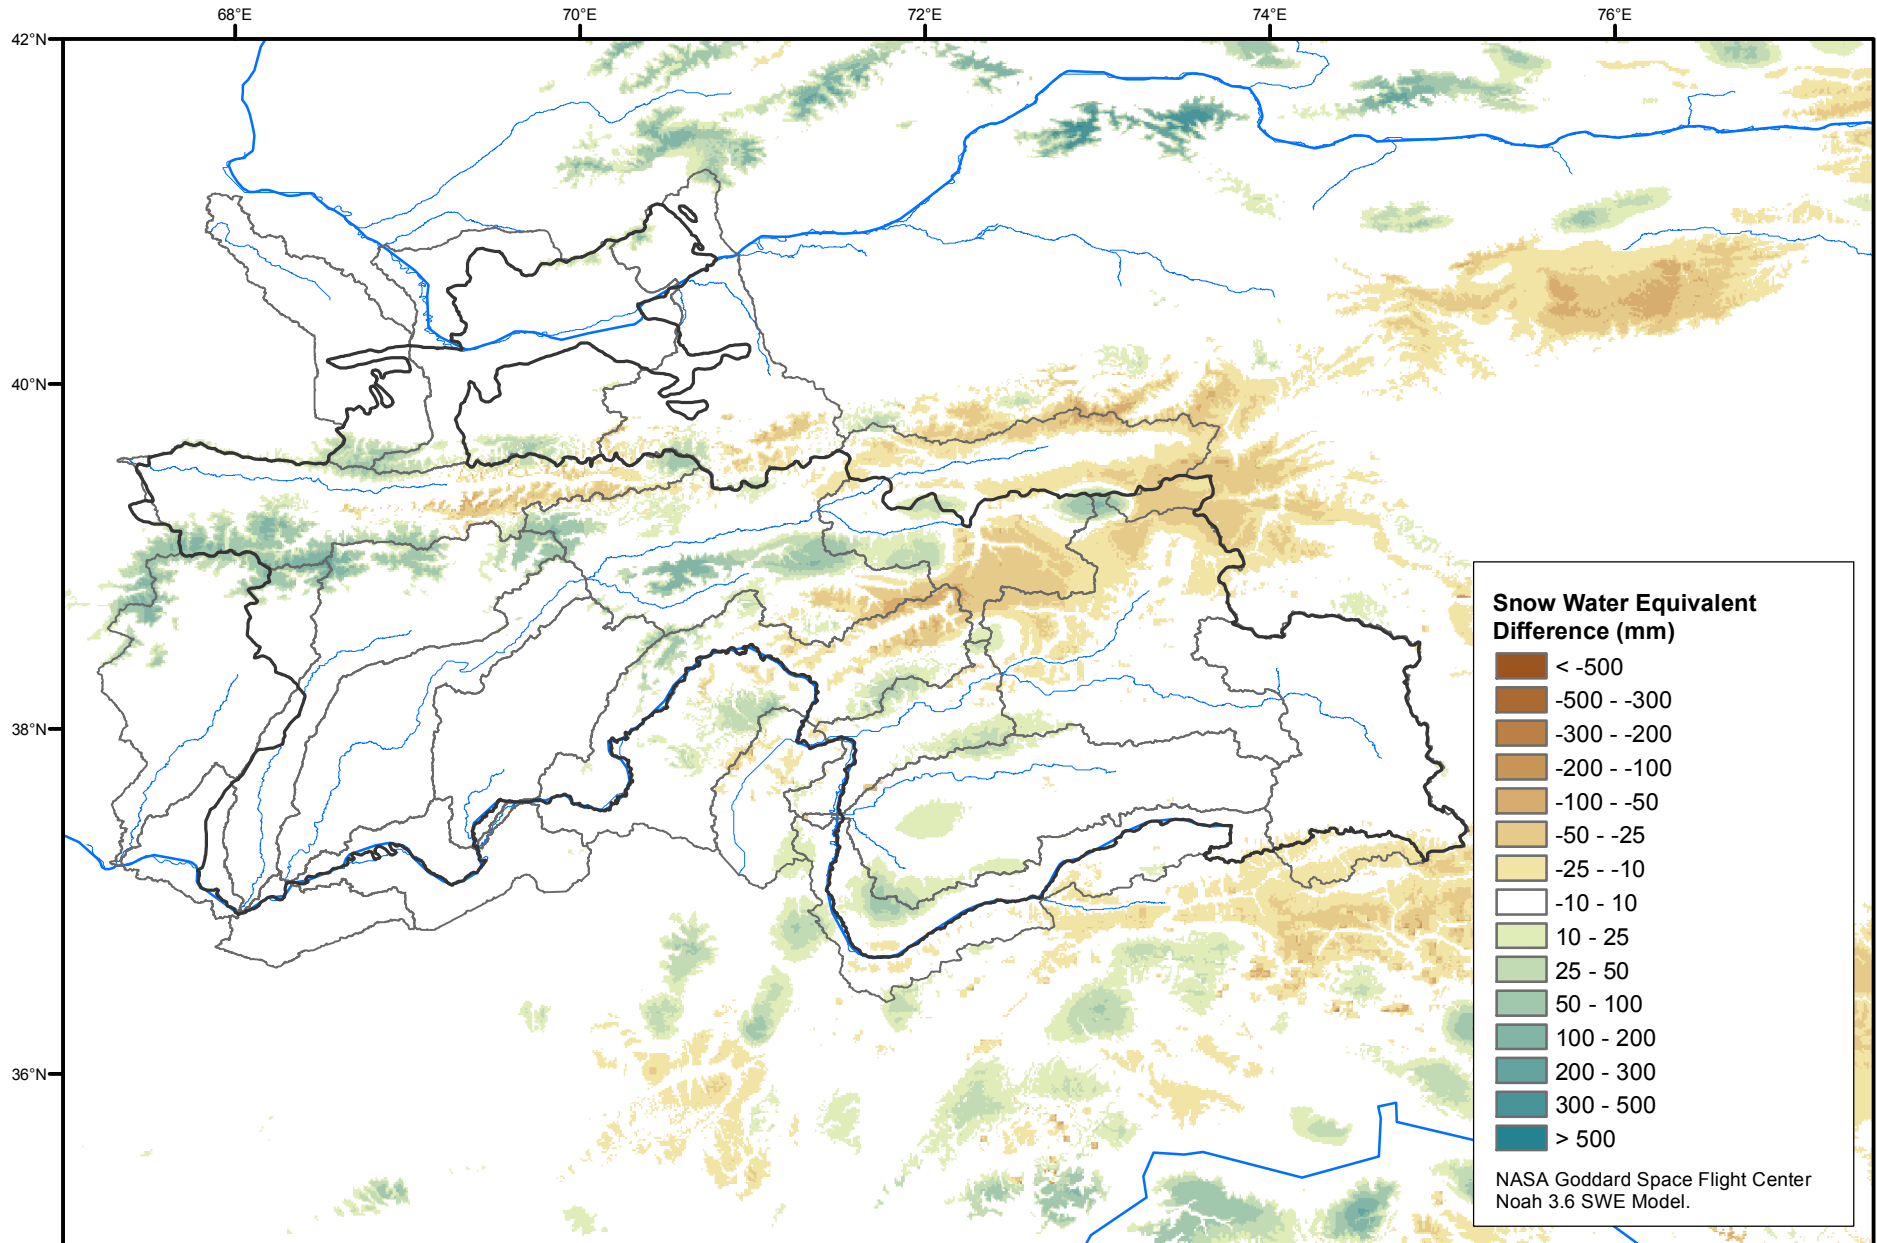 68°E
70°E
72°E
74°E
76°E
42°N
40°N
38°N
36°N
Snow Water Equivalent
Difference (mm)
< -500
-500 - -300
-300 - -200
-200 - -100
-100 - -50
-50 - -25
-25 - -10
-10 - 10
10 - 25
25 - 50
50 - 100
100 - 200
200 - 300
300 - 500
> 500
NASA Goddard Space Flight Center
Noah 3.6 SWE Model.